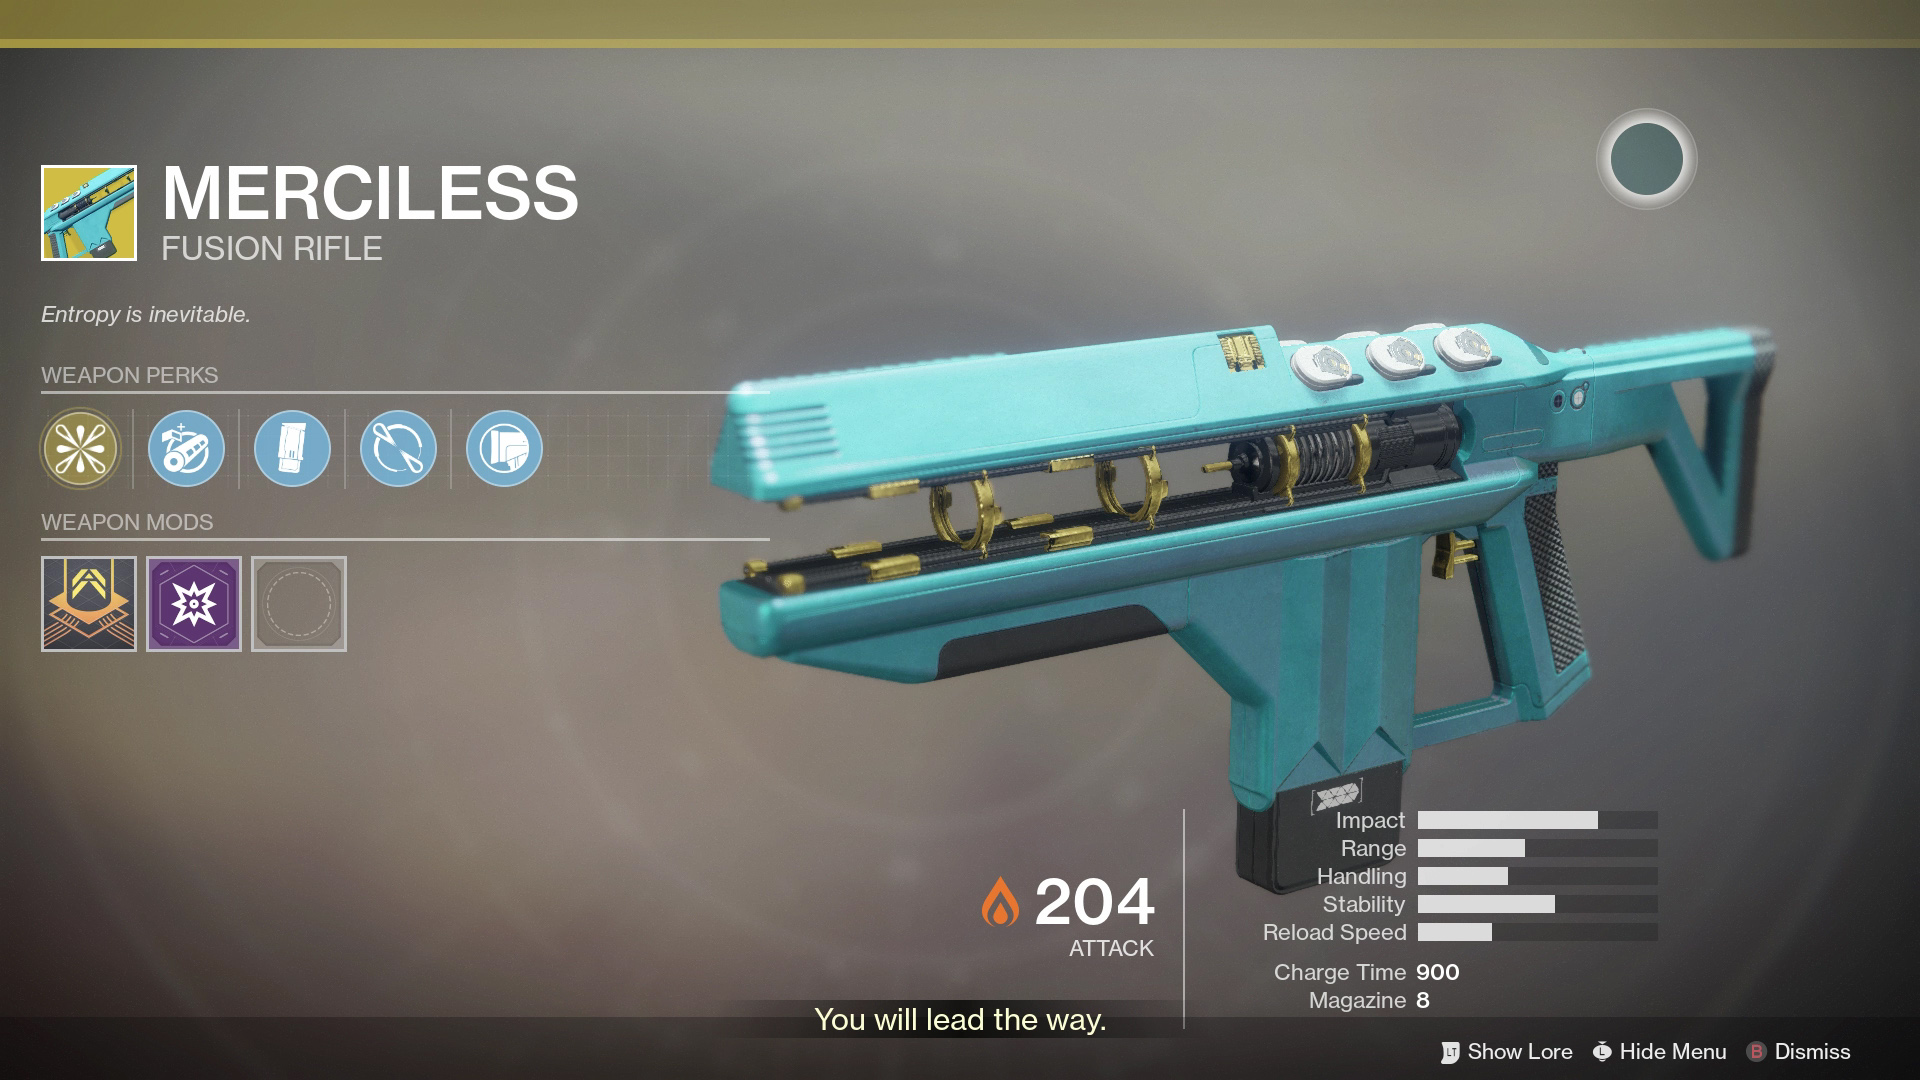 MERCILESS
FUSION RIFLE
Entropy is inevitable.
WEAPON PERKS
WEAPON MODS
204
ATTACK
Impact
Range
Handling
Stability
Reload Speed
Charge Time 900
Magazine 8
You will lead the way.
LT Show Lore L Hide Menu B Dismiss